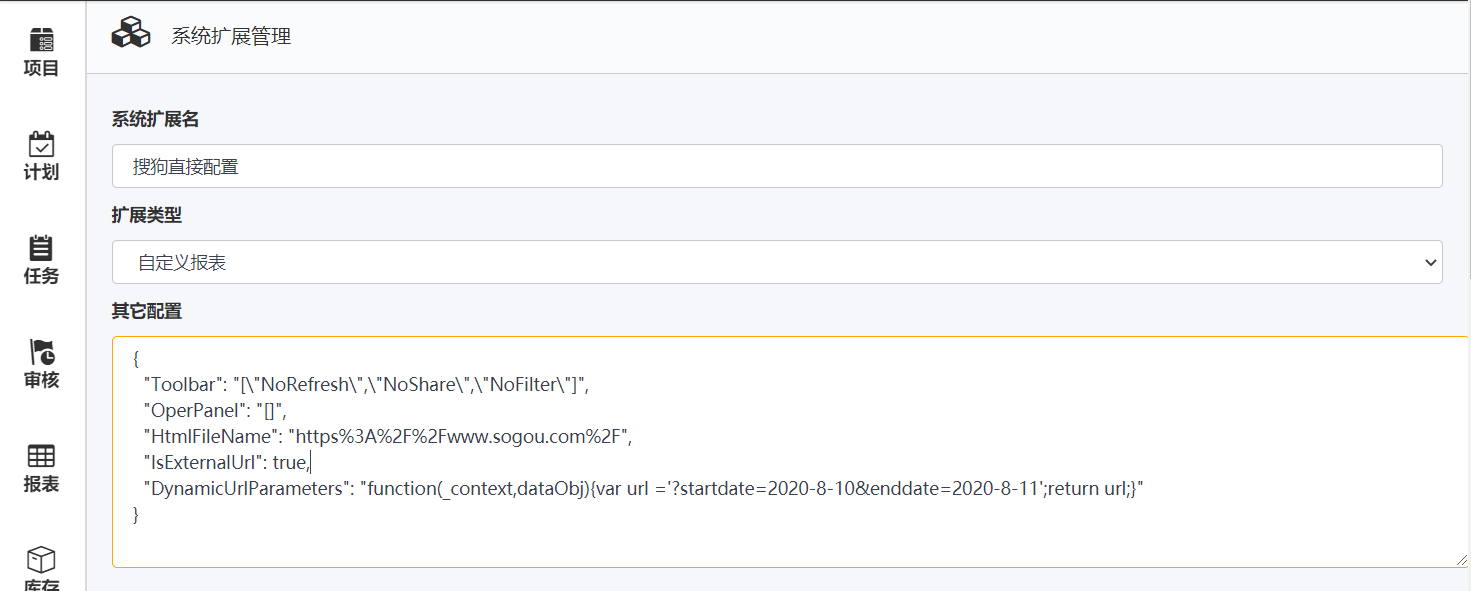 项目
计划
任务
审核
报表
库存
系统扩展管理
系统扩展名
搜狗直接配置
扩展类型
自定义报表
其它配置
{
"Toolbar": "[\"NoRefresh\",\"NoShare\",\"NoFilter\"]",
"OperPanel": "[]",
"HtmlFileName": "https%3A%2F%2Fwww.sogou.com%2F",
"IsExternalUrl": true,
"DynamicUrlParameters": "function(_context,dataObj){var url ='?startdate=2020-8-10&enddate=2020-8-11';return url;}"
}